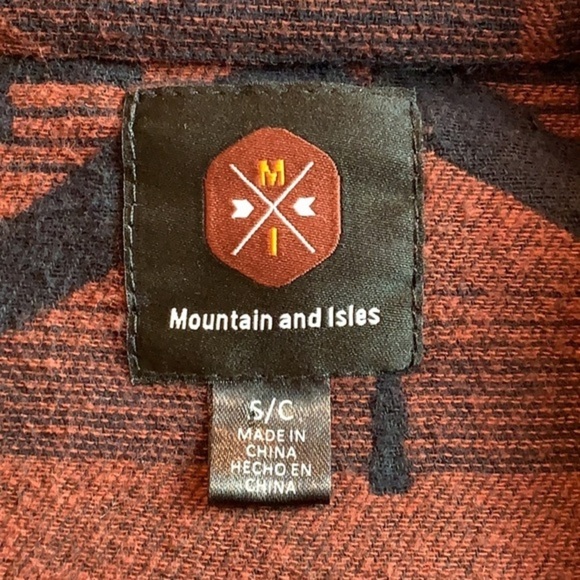 M
I
Mountain and Isles
S/C
MADE IN
CHINA
HECHO EN
CHINA